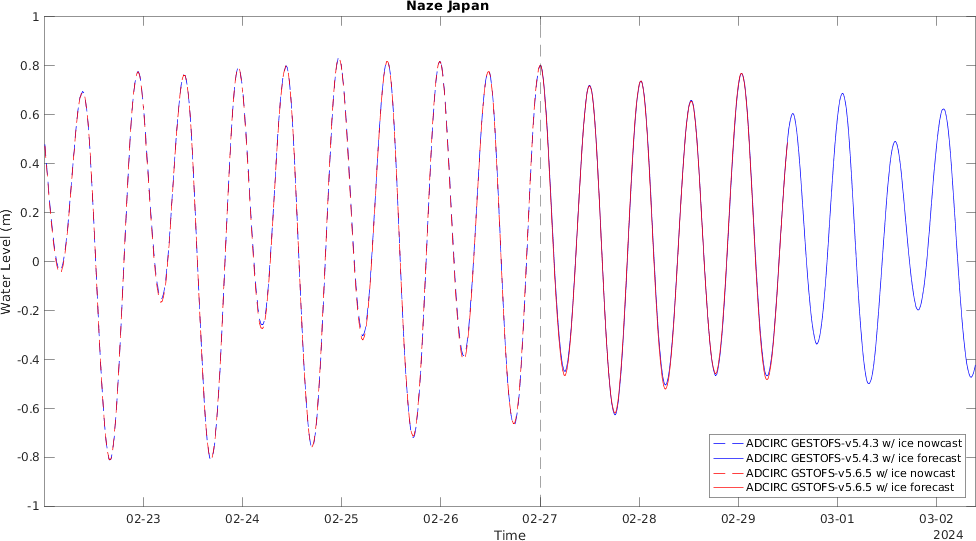 Naze Japan
1
0.8
0.6
0.4
0.2
0
-0.2
-0.4
-0.6
-0.8
-1
Water Level (m)
02-23 02-24 02-25 02-26 02-27 02-28 02-29 03-01 03-02
Time
2024
ADCIRC GESTOFS-v5.4.3 w/ ice nowcast
ADCIRC GESTOFS-v5.4.3 w/ ice forecast
ADCIRC GSTOFS-v5.6.5 w/ ice nowcast
ADCIRC GSTOFS-v5.6.5 w/ ice forecast